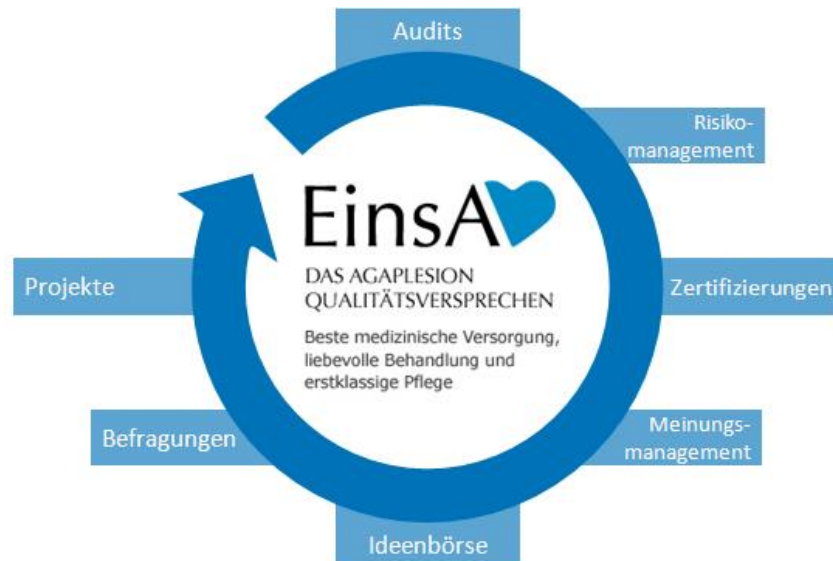 Audits
Risiko-
management
Zertifizierungen
Meinungs-
management
Ideenbörse
Befragungen
Projekte
EinsA
DAS AGAPLESION
QUALITÄTSVERSPRECHEN
Beste medizinische Versorgung,
liebevolle Behandlung und
erstklassige Pflege